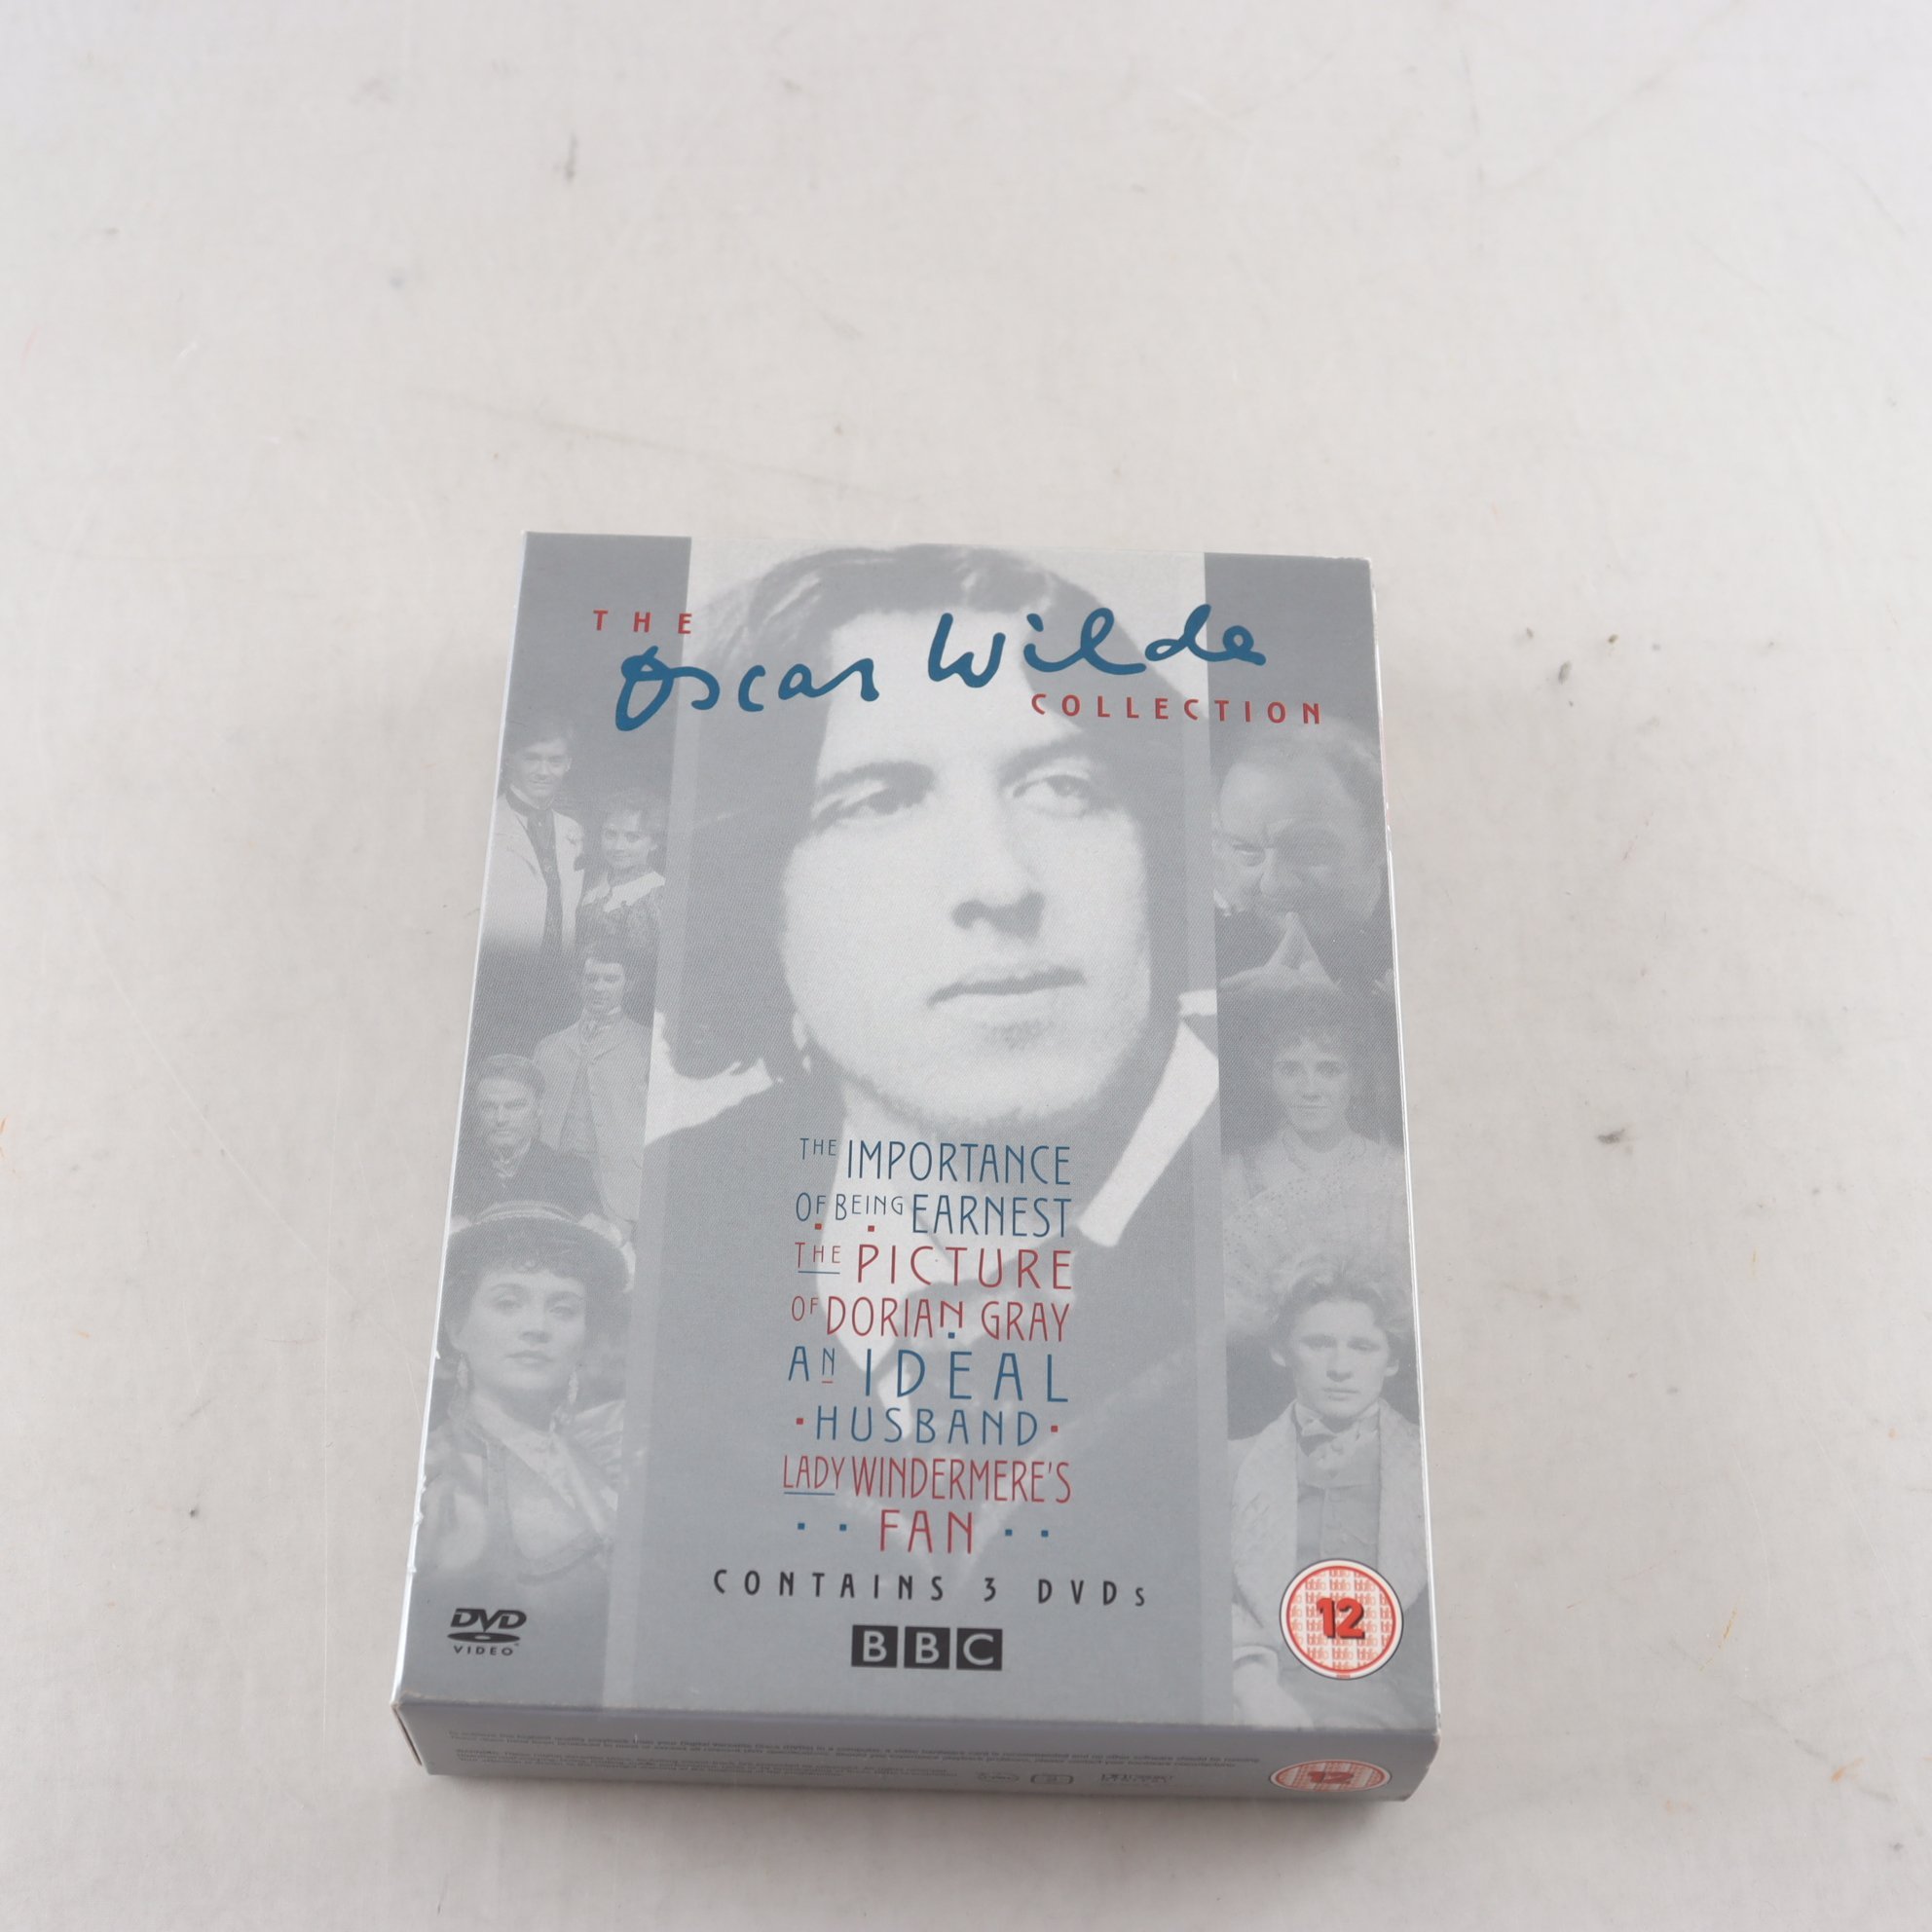 THE
Oscar Wilde
COLLECTION
THE IMPORTANCE
OF BEING EARNEST
THE PICTURE
OF DORIAN GRAY
AN IDEAL
·HUSBAND·
LADY WINDERMERE'S
·· FAN ··
CONTAINS 3 DVDs
DVD
VIDEO
BBC
12
12